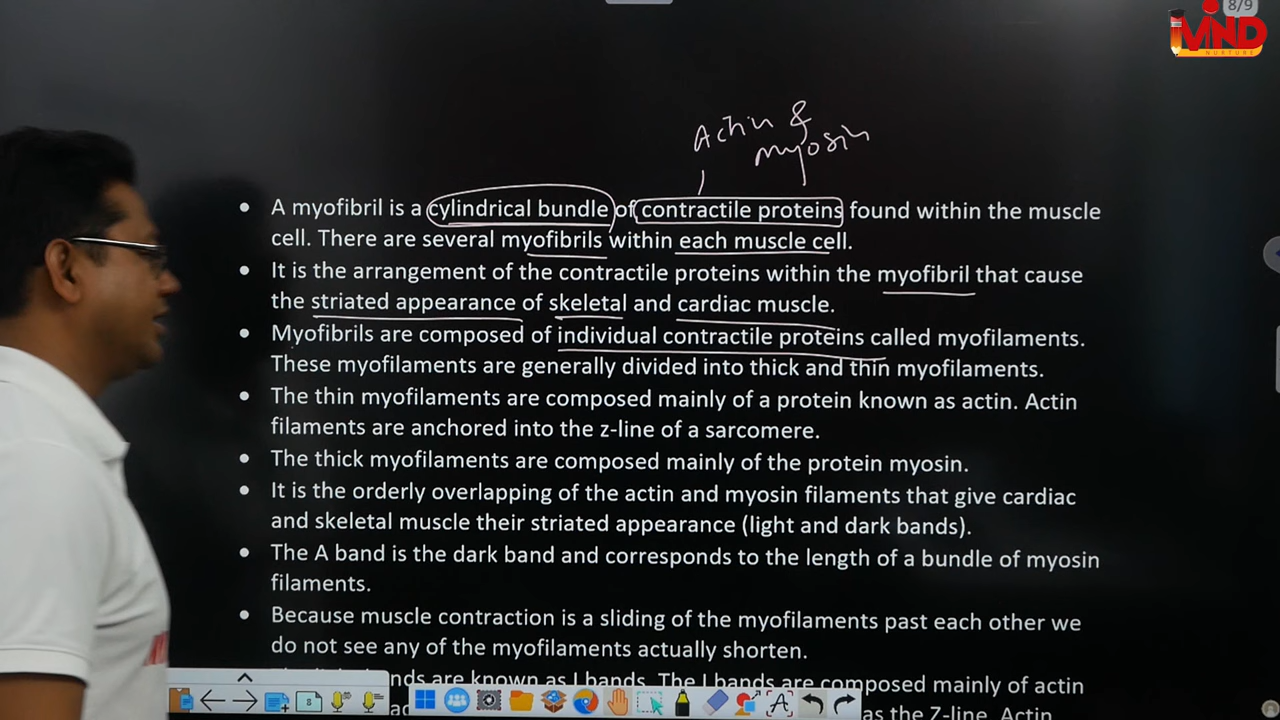 8/9
MIND
NURTURE
Actin &
myosin
• A myofibril is a cylindrical bundle of contractile proteins found within the muscle
cell. There are several myofibrils within each muscle cell.
• It is the arrangement of the contractile proteins within the myofibril that cause
the striated appearance of skeletal and cardiac muscle.
• Myofibrils are composed of individual contractile proteins called myofilaments.
These myofilaments are generally divided into thick and thin myofilaments.
• The thin myofilaments are composed mainly of a protein known as actin. Actin
filaments are anchored into the z-line of a sarcomere.
• The thick myofilaments are composed mainly of the protein myosin.
• It is the orderly overlapping of the actin and myosin filaments that give cardiac
and skeletal muscle their striated appearance (light and dark bands).
• The A band is the dark band and corresponds to the length of a bundle of myosin
filaments.
• Because muscle contraction is a sliding of the myofilaments past each other we
do not see any of the myofilaments actually shorten.
are known as I bands. The I bands are composed mainly of actin
as the Z-line. Actin
8
A